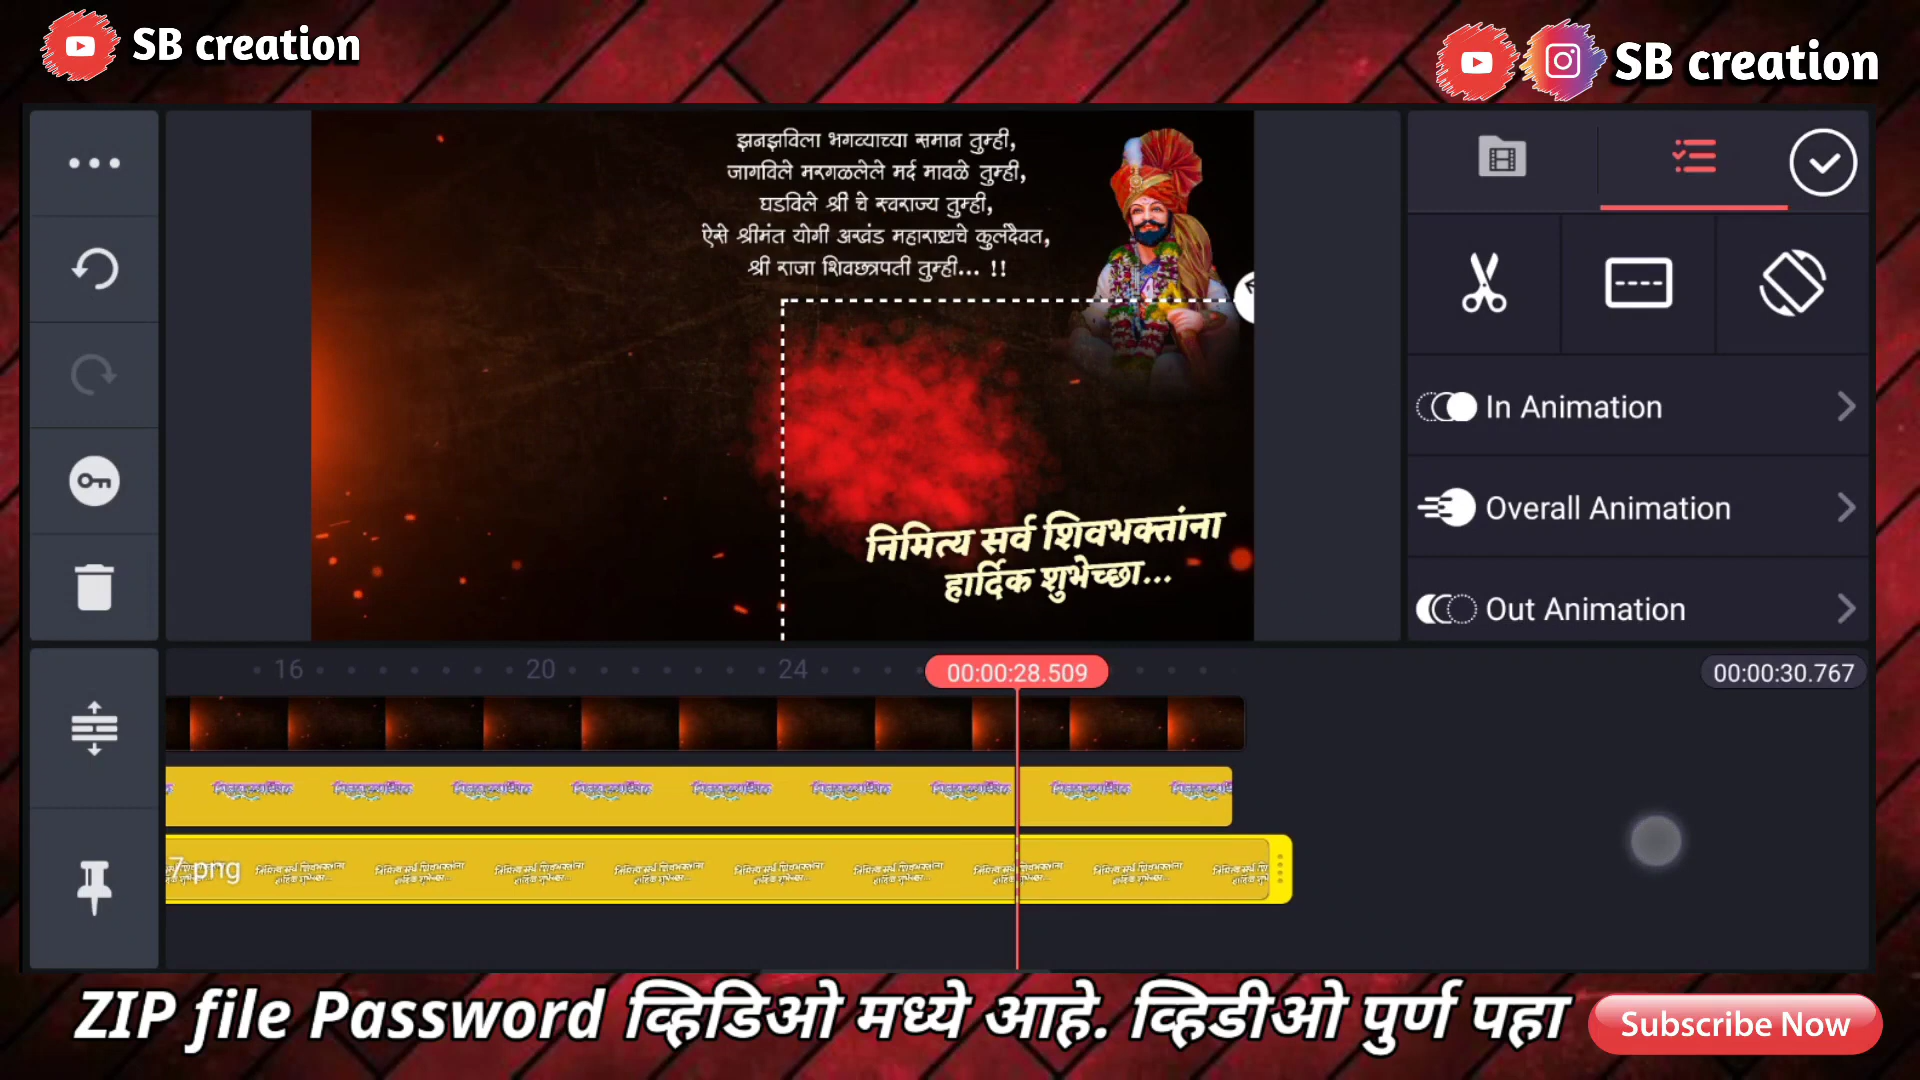 SB creation
SB creation
झनझविला भगव्याच्या समान तुम्ही,
जागविले मरगळलेले मर्द मावळे तुम्ही,
घडविले श्रीं चे स्वराज्य तुम्ही,
ऐसे श्रीमंत योगी अखंड महाराष्ट्राचे कुलदैवत,
श्री राजा शिवछत्रपती तुम्ही... !!
निमित्य सर्व शिवभक्तांना
हार्दिक शुभेच्छा...
In Animation
Overall Animation
Out Animation
16
20
24
00:00:28.509
00:00:30.767
7.png
ZIP file Password व्हिडिओ मध्ये आहे. व्हिडीओ पुर्ण पहा
Subscribe Now